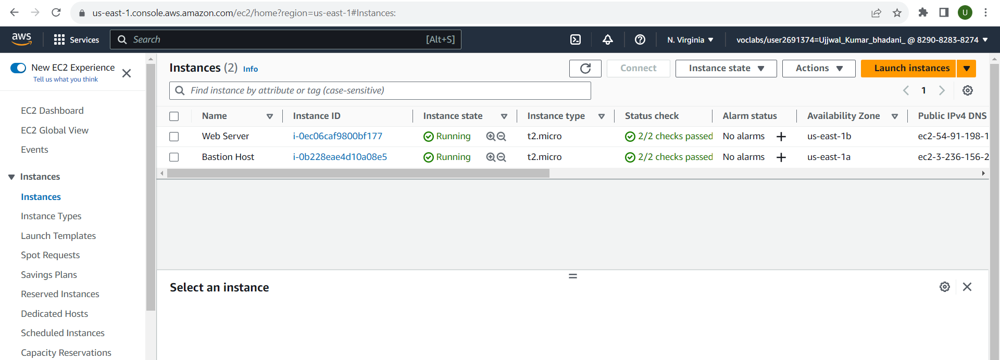 us-east-1.console.aws.amazon.com/ec2/home?region=us-east-1#Instances:
U
aws
Services
Search
[Alt+S]
N. Virginia
voclabs/user2691374=Ujjwal_Kumar_bhadani_ @ 8290-8283-8274
New EC2 Experience
Tell us what you think
EC2 Dashboard
EC2 Global View
Events
Instances
Instances
Instance Types
Launch Templates
Spot Requests
Savings Plans
Reserved Instances
Dedicated Hosts
Scheduled Instances
Capacity Reservations
Instances (2) Info
Connect
Instance state
Actions
Launch instances
Find instance by attribute or tag (case-sensitive)
1
Name Instance ID Instance state Instance type Status check Alarm status Availability Zone Public IPv4 DNS
Web Server i-0ec06caf9800bf177 Running t2.micro 2/2 checks passed No alarms us-east-1b ec2-54-91-198-1
Bastion Host i-0b228eae4d10a08e5 Running t2.micro 2/2 checks passed No alarms us-east-1a ec2-3-236-156-2
Select an instance